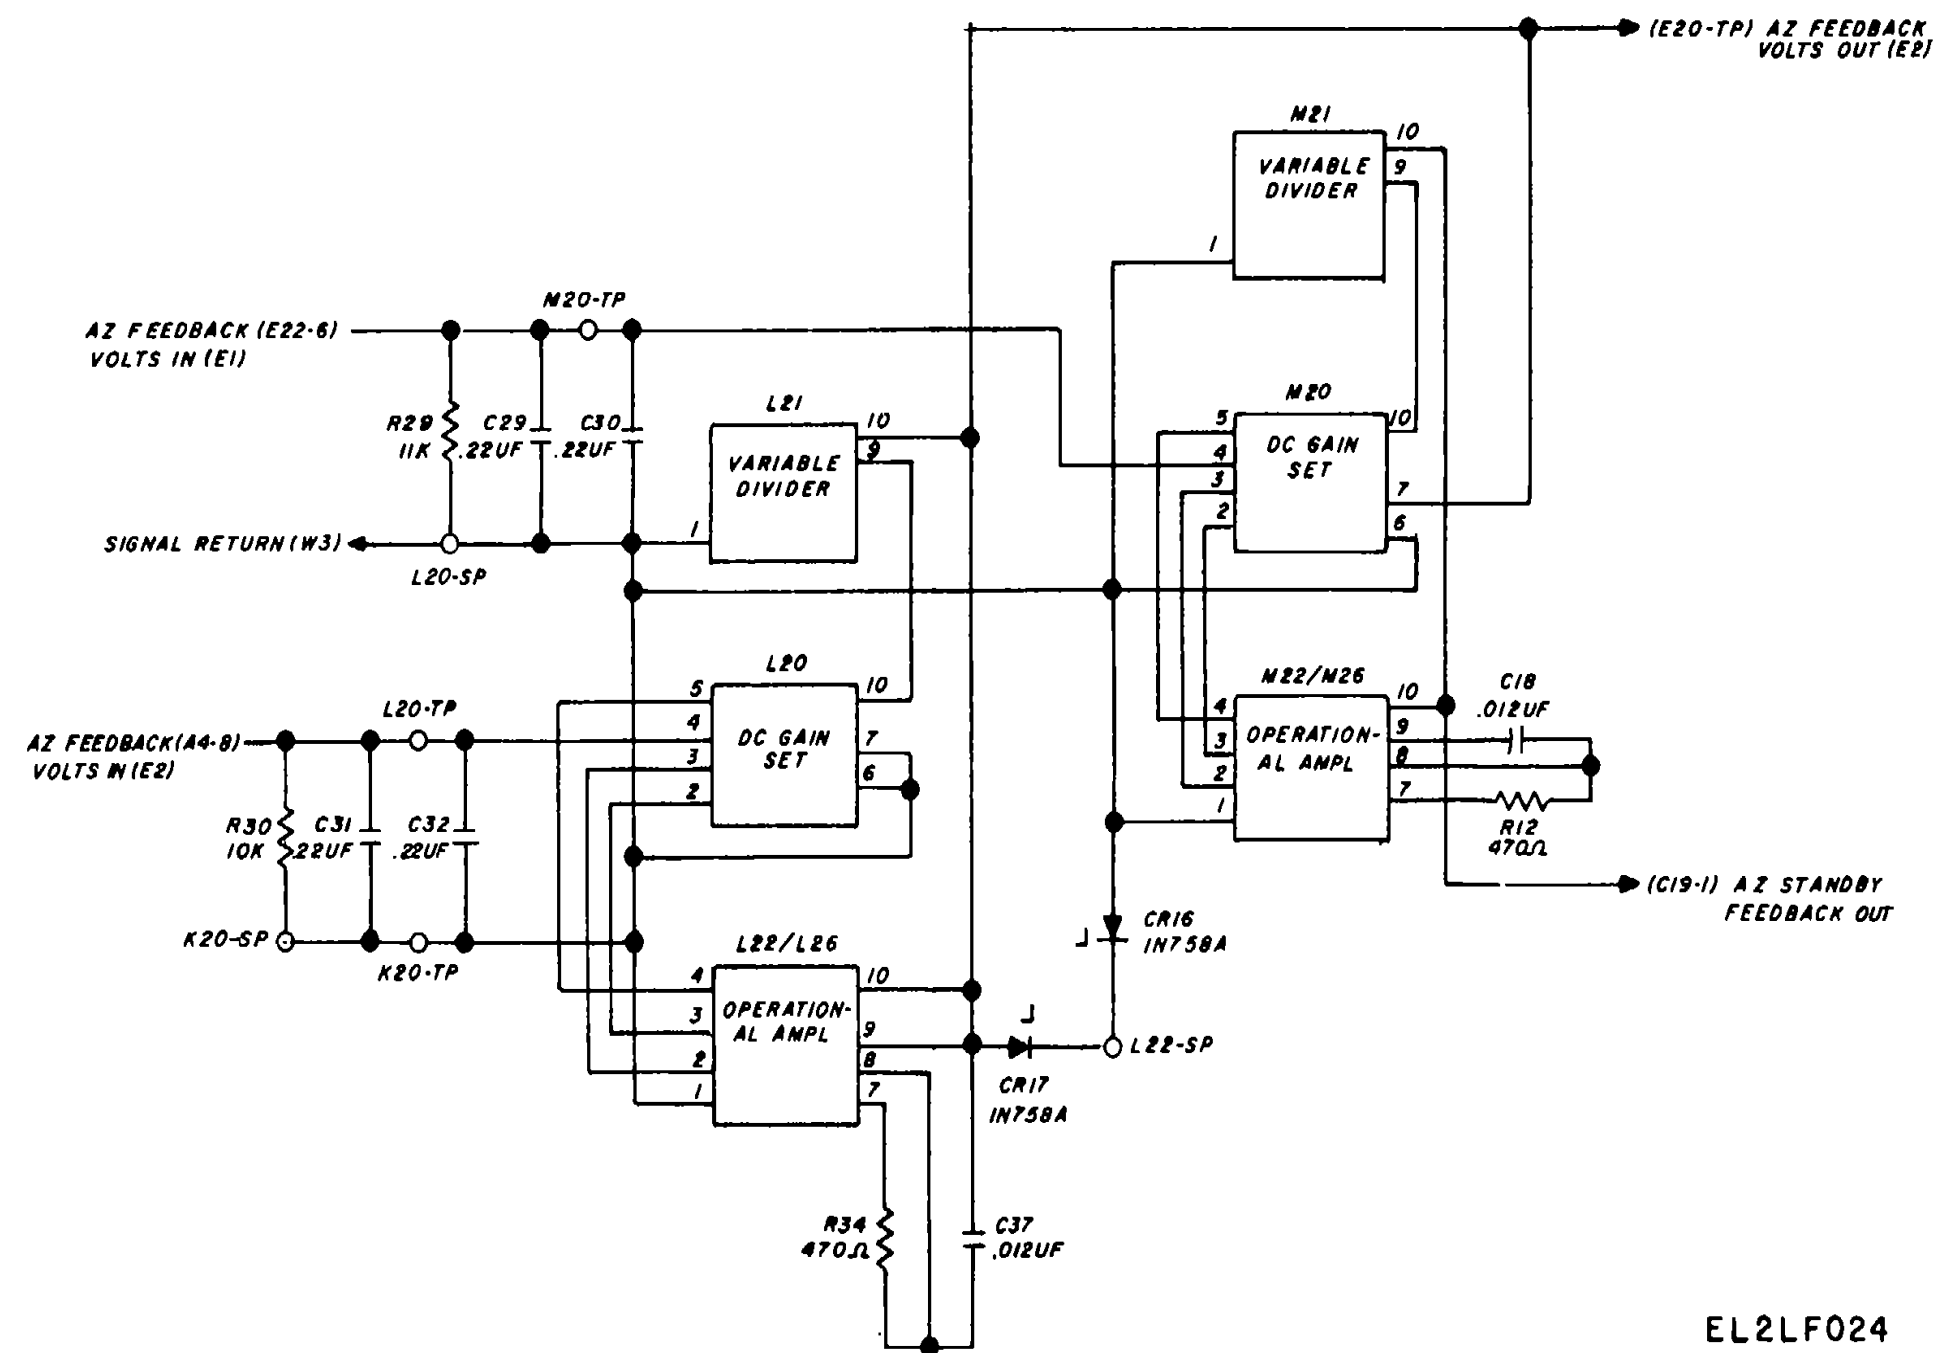 (E20-TP) AZ FEEDBACK
VOLTS OUT (E2)
M21
VARIABLE
DIVIDER
10
9
1
M20-TP
AZ FEEDBACK (E22-6)
VOLTS IN (E1)
R29
11K
C29
.22UF
C30
.22UF
L21
VARIABLE
DIVIDER
10
9
1
M20
DC GAIN
SET
5
4
3
2
10
7
6
SIGNAL RETURN (W3)
L20-SP
L20
DC GAIN
SET
5
4
3
2
10
7
6
L20-TP
AZ FEEDBACK (A4-8)
VOLTS IN (E2)
R30
10K
C31
.22UF
C32
.22UF
K20-SP
K20-TP
M22/M26
OPERATION-
AL AMPL
4
3
2
1
10
9
8
7
C18
.012UF
R12
470Ω
(C19-1) AZ STANDBY
FEEDBACK OUT
CR16
1N758A
L22/L26
OPERATION-
AL AMPL
4
3
2
1
10
9
8
7
L22-SP
CR17
1N758A
R34
470Ω
C37
.012UF
EL2LF024